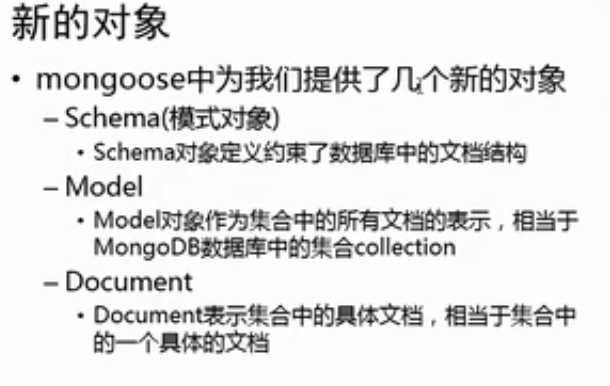 新的对象
• mongoose中为我们提供了几个新的对象
– Schema(模式对象)
• Schema对象定义约束了数据库中的文档结构
– Model
• Model对象作为集合中的所有文档的表示，相当于
MongoDB数据库中的集合collection
– Document
• Document表示集合中的具体文档，相当于集合中
的一个具体的文档